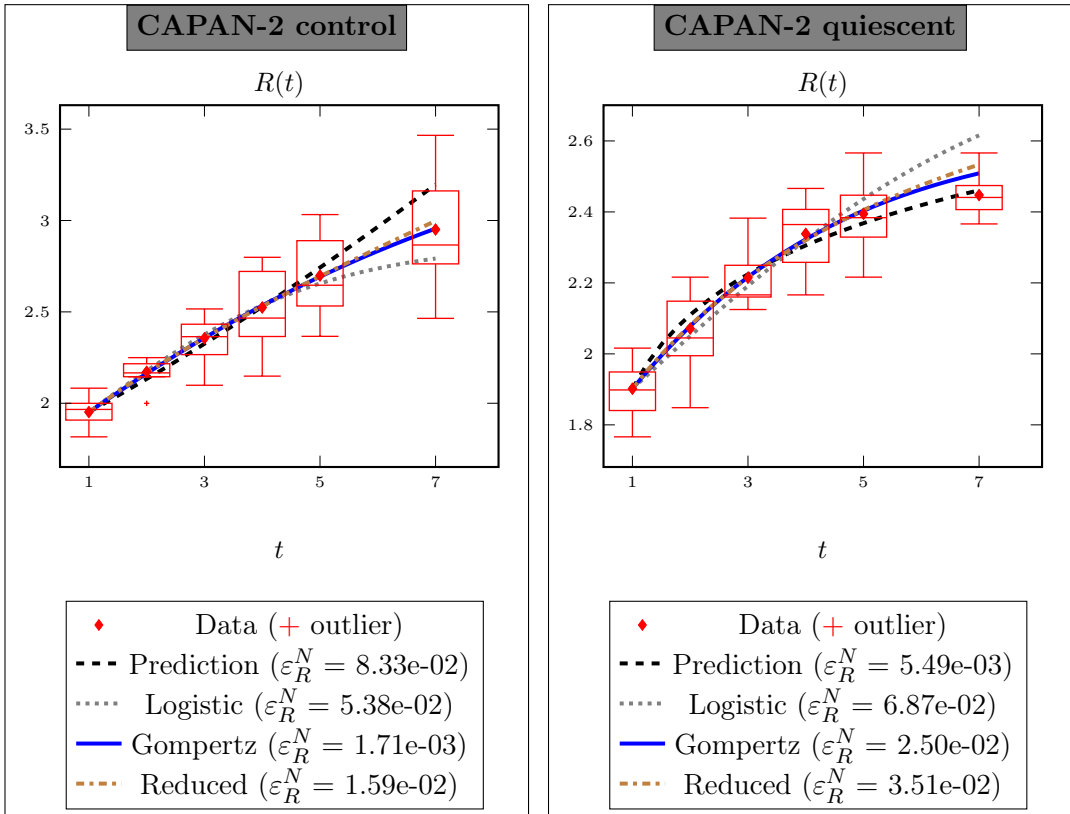 CAPAN-2 control
R(t)
3.5
3
2.5
2
1 3 5 7
t
Data (+ outlier)
Prediction (ε_R^N = 8.33e-02)
Logistic (ε_R^N = 5.38e-02)
Gompertz (ε_R^N = 1.71e-03)
Reduced (ε_R^N = 1.59e-02)
CAPAN-2 quiescent
R(t)
2.6
2.4
2.2
2
1.8
1 3 5 7
t
Data (+ outlier)
Prediction (ε_R^N = 5.49e-03)
Logistic (ε_R^N = 6.87e-02)
Gompertz (ε_R^N = 2.50e-02)
Reduced (ε_R^N = 3.51e-02)